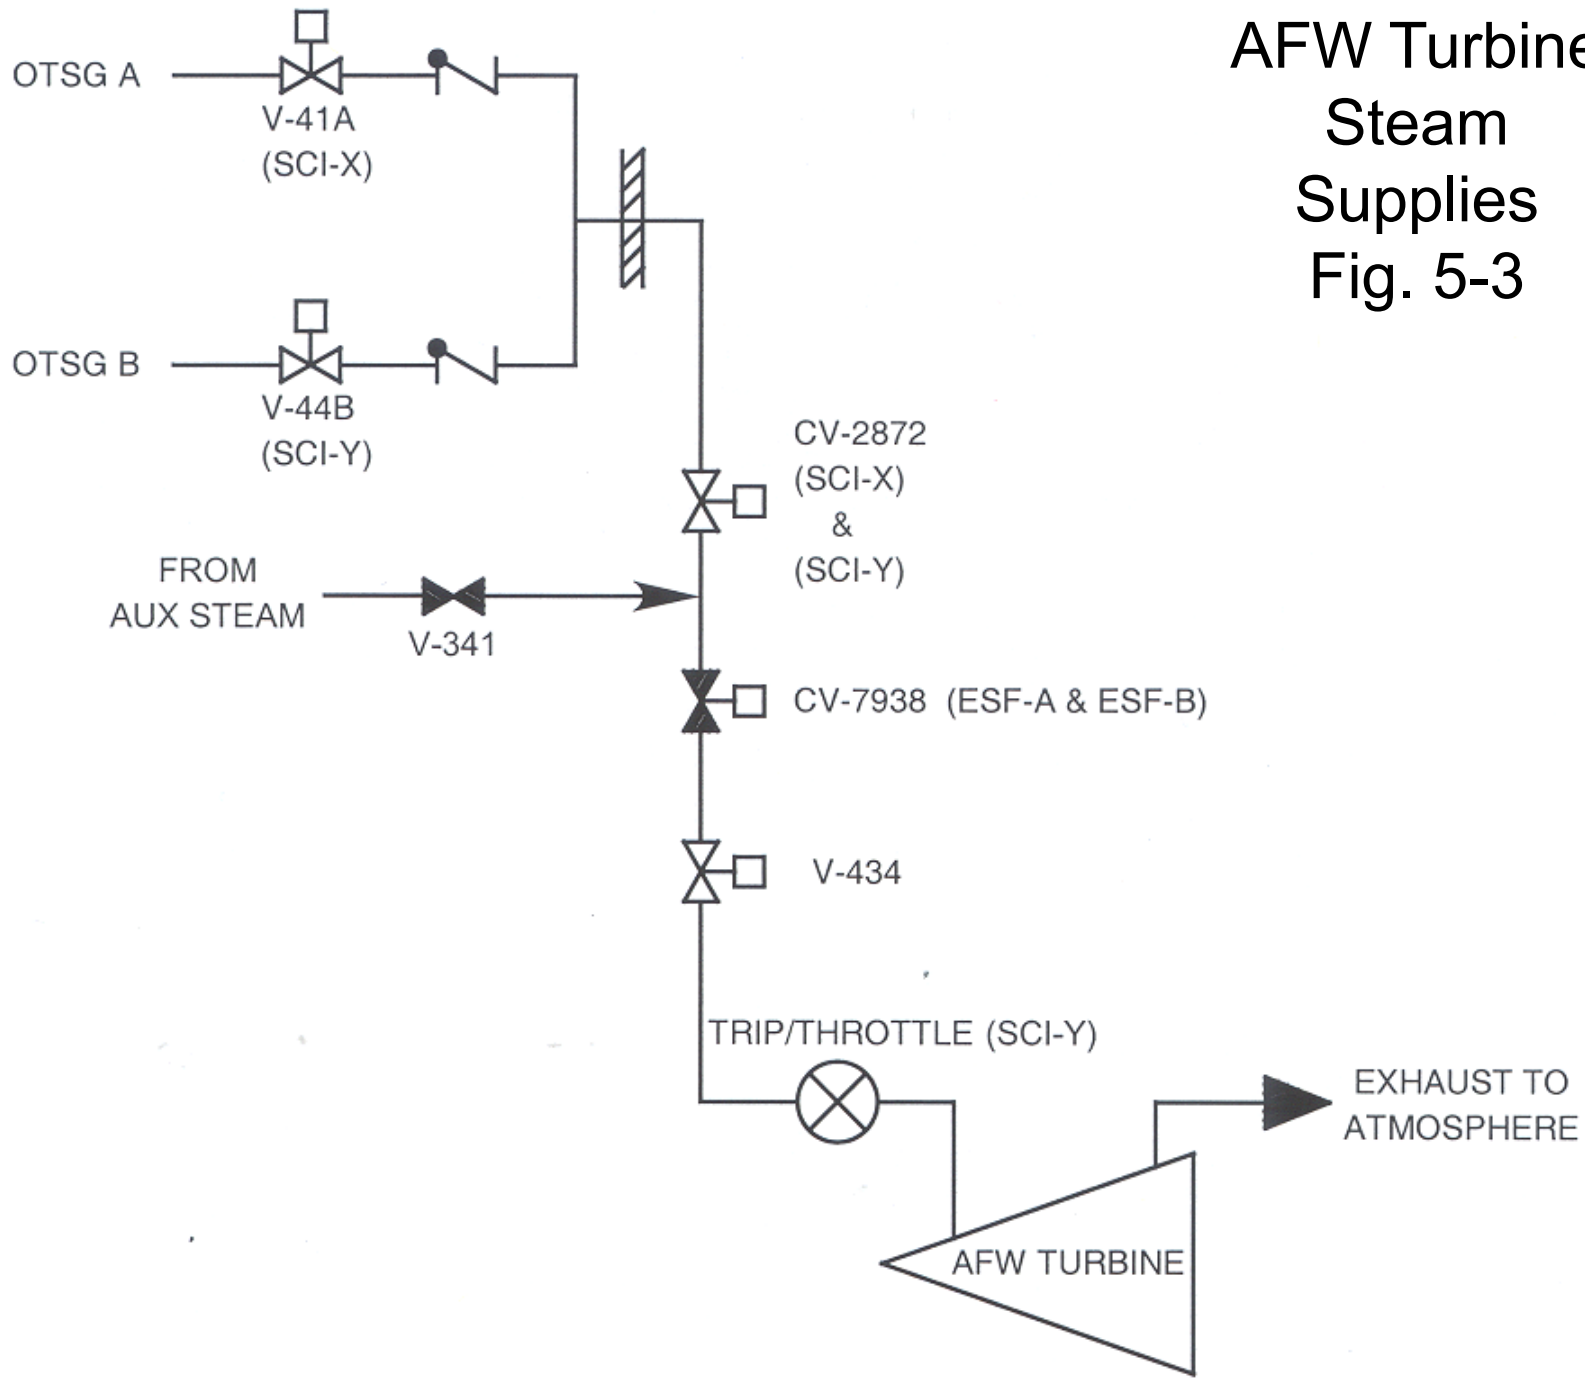 AFW Turbine
Steam
Supplies
Fig. 5-3
OTSG A
V-41A
(SCI-X)
OTSG B
V-44B
(SCI-Y)
CV-2872
(SCI-X)
&
(SCI-Y)
FROM
AUX STEAM
V-341
CV-7938 (ESF-A & ESF-B)
V-434
TRIP/THROTTLE (SCI-Y)
EXHAUST TO
ATMOSPHERE
AFW TURBINE